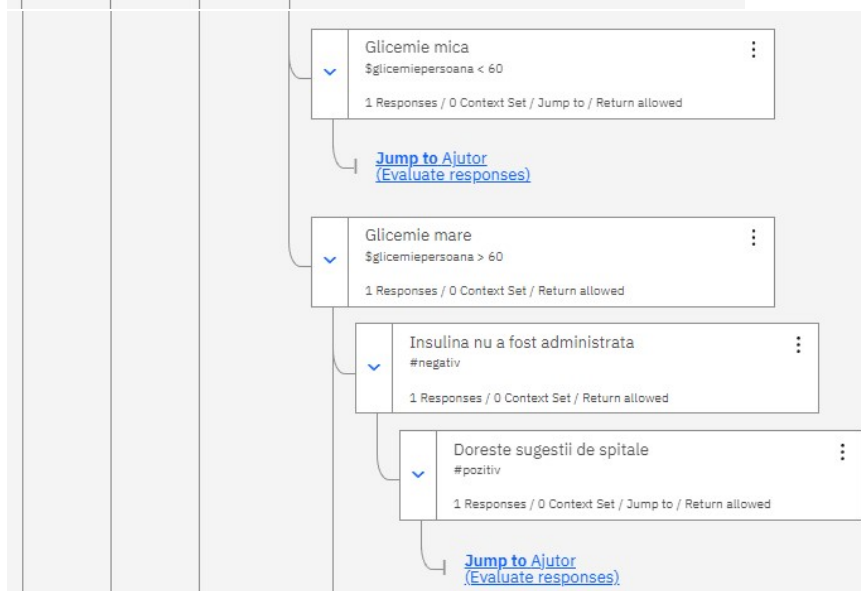 Glicemie mica
$glicemiepersoana < 60
1 Responses / 0 Context Set / Jump to / Return allowed
Jump to Ajutor
(Evaluate responses)
Glicemie mare
$glicemiepersoana > 60
1 Responses / 0 Context Set / Return allowed
Insulina nu a fost administrata
#negativ
1 Responses / 0 Context Set / Return allowed
Doreste sugestii de spitale
#pozitiv
1 Responses / 0 Context Set / Jump to / Return allowed
Jump to Ajutor
(Evaluate responses)